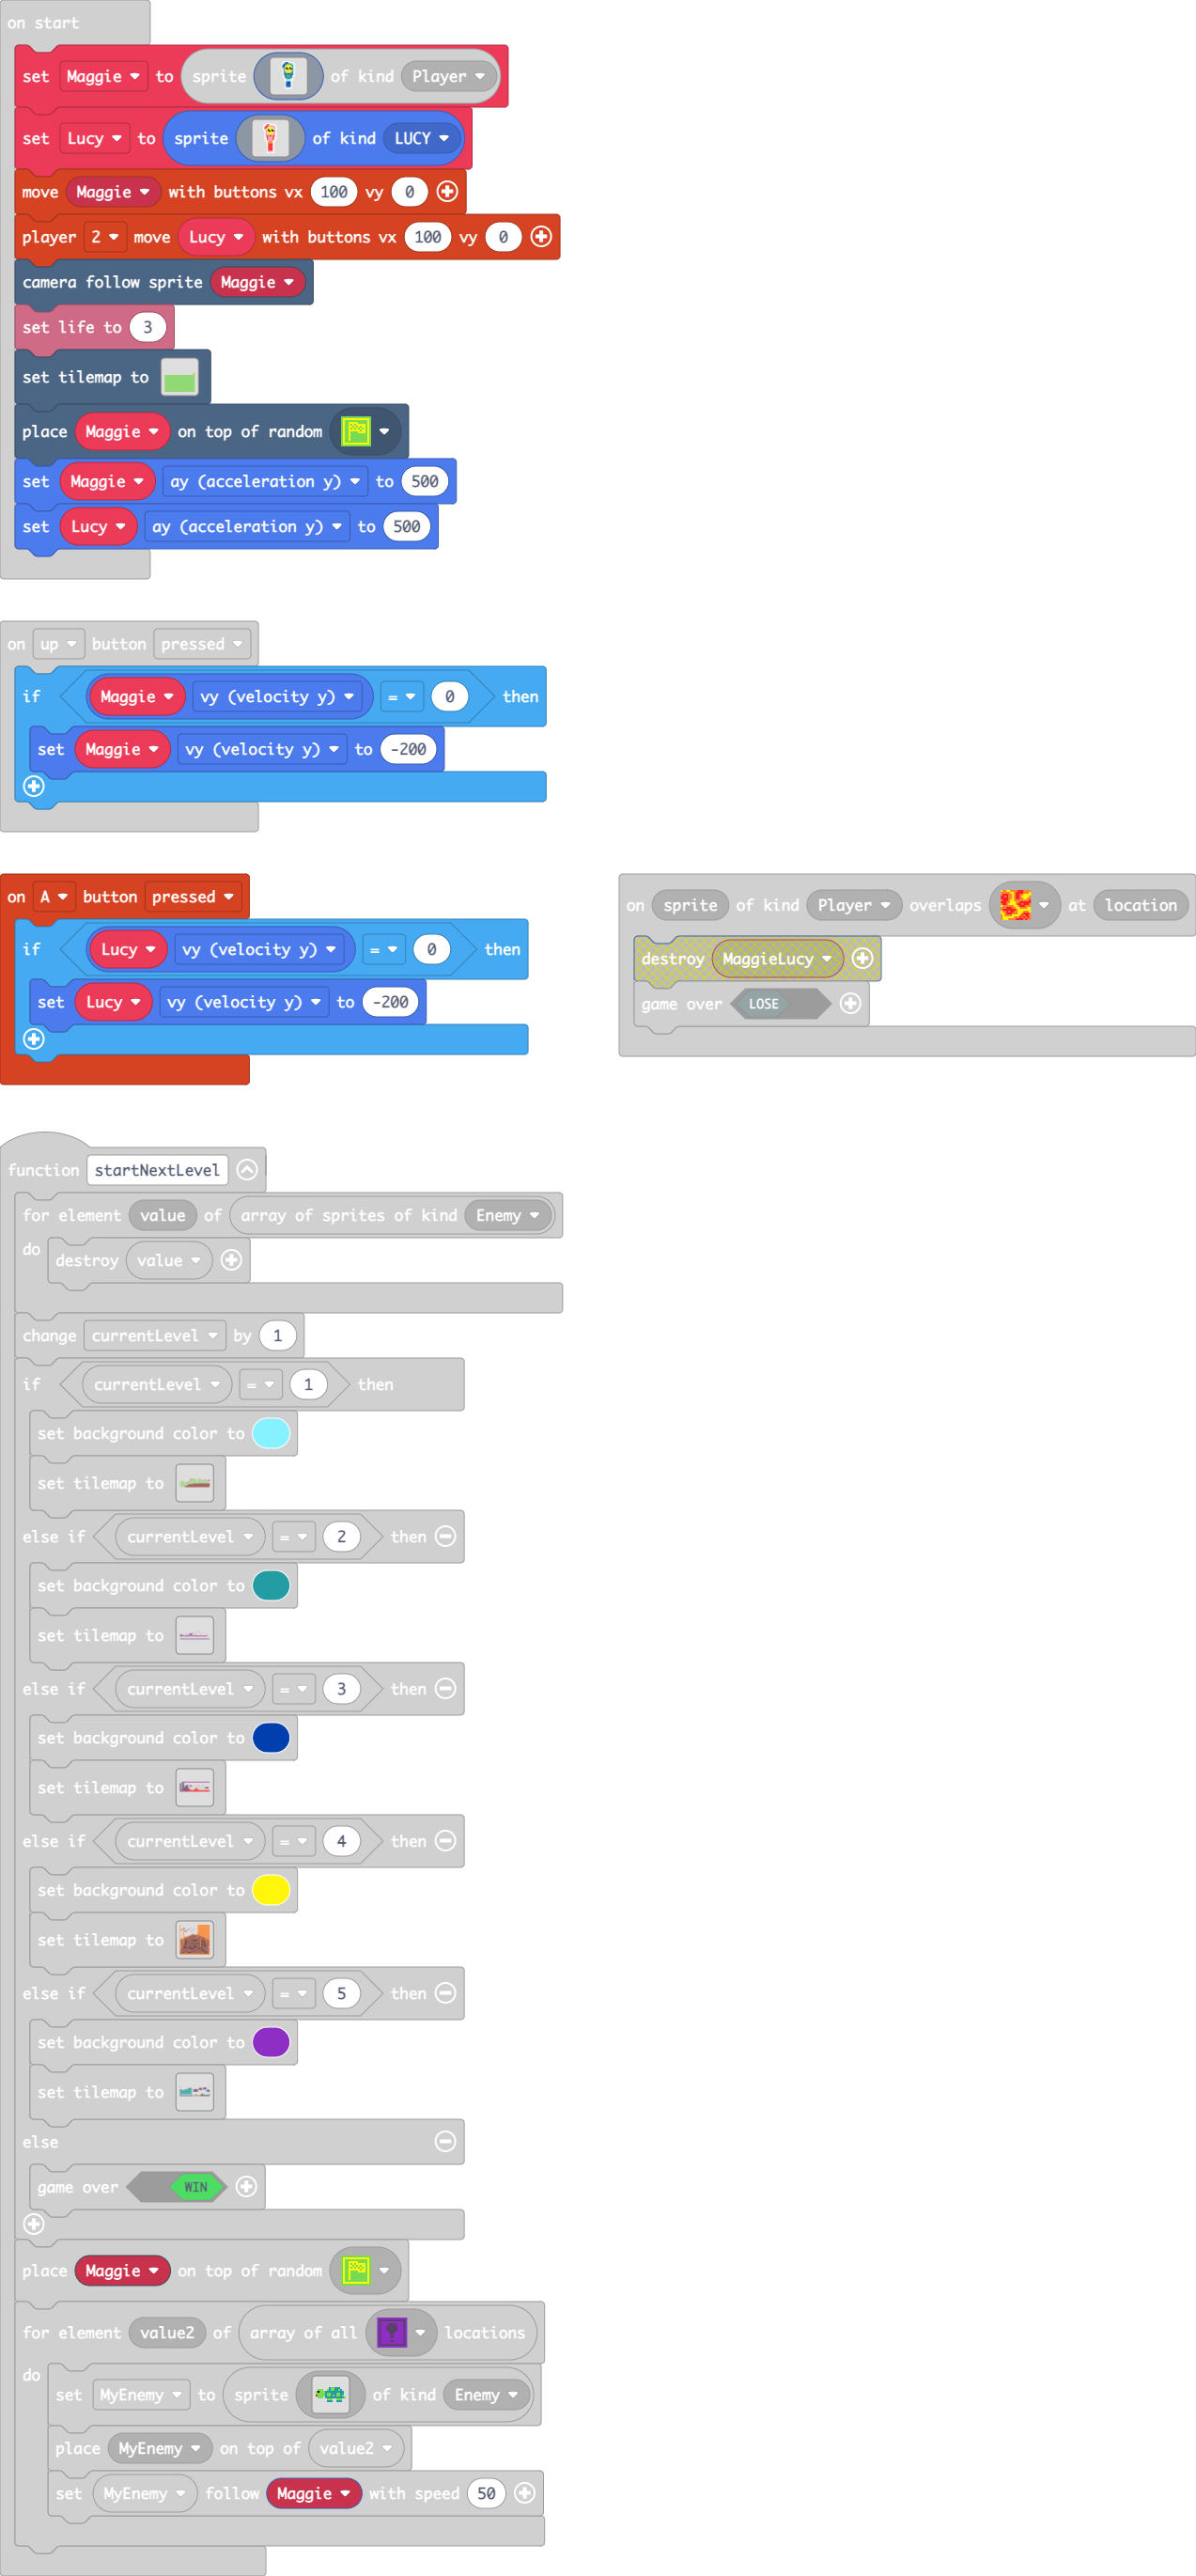 on start
set Maggie to sprite of kind Player
set Lucy to sprite of kind LUCY
move Maggie with buttons vx 100 vy 0
player 2 move Lucy with buttons vx 100 vy 0
camera follow sprite Maggie
set life to 3
set tilemap to
place Maggie on top of random
set Maggie ay (acceleration y) to 500
set Lucy ay (acceleration y) to 500
on up button pressed
if Maggie vy (velocity y) = 0 then
set Maggie vy (velocity y) to -200
on A button pressed
if Lucy vy (velocity y) = 0 then
set Lucy vy (velocity y) to -200
on sprite of kind Player overlaps at location
destroy MaggieLucy
game over LOSE
function startNextLevel
for element value of array of sprites of kind Enemy
do destroy value
change currentLevel by 1
if currentLevel = 1 then
set background color to
set tilemap to
else if currentLevel = 2 then
set background color to
set tilemap to
else if currentLevel = 3 then
set background color to
set tilemap to
else if currentLevel = 4 then
set background color to
set tilemap to
else if currentLevel = 5 then
set background color to
set tilemap to
else
game over WIN
place Maggie on top of random
for element value2 of array of all locations
do
set MyEnemy to sprite of kind Enemy
place MyEnemy on top of value2
set MyEnemy follow Maggie with speed 50